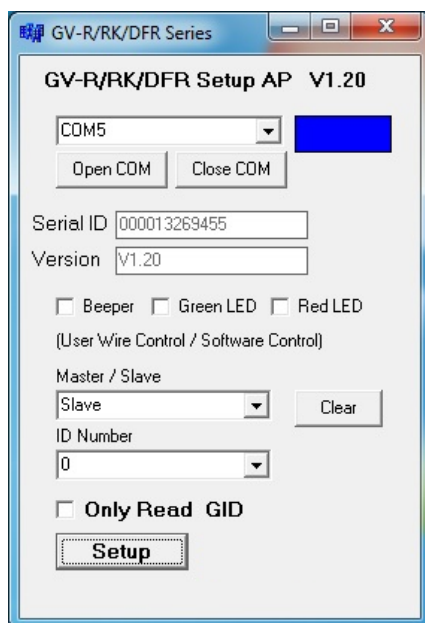 GV-R/RK/DFR Series
GV-R/RK/DFR Setup AP V1.20
COM5
Open COM Close COM
Serial ID 000013269455
Version V1.20
Beeper Green LED Red LED
(User Wire Control / Software Control)
Master / Slave
Slave Clear
ID Number
0
Only Read GID
Setup